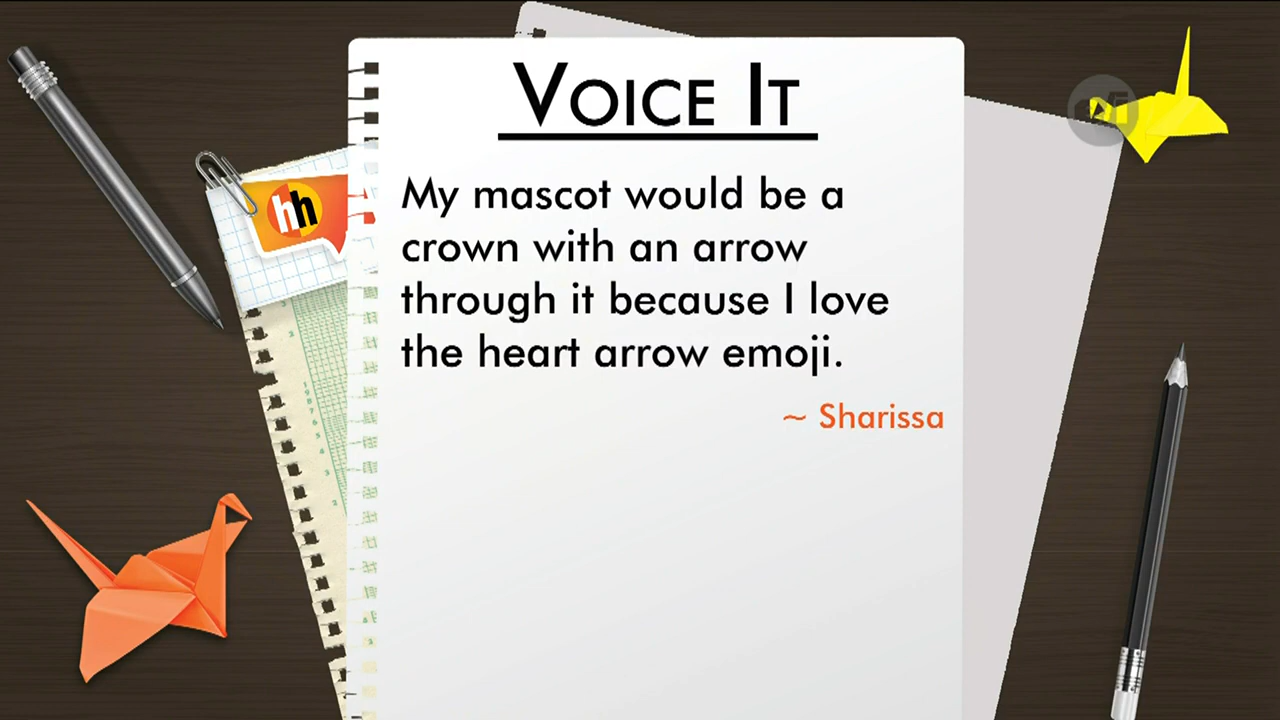 VOICE IT
hh
My mascot would be a
crown with an arrow
through it because I love
the heart arrow emoji.
~ Sharissa